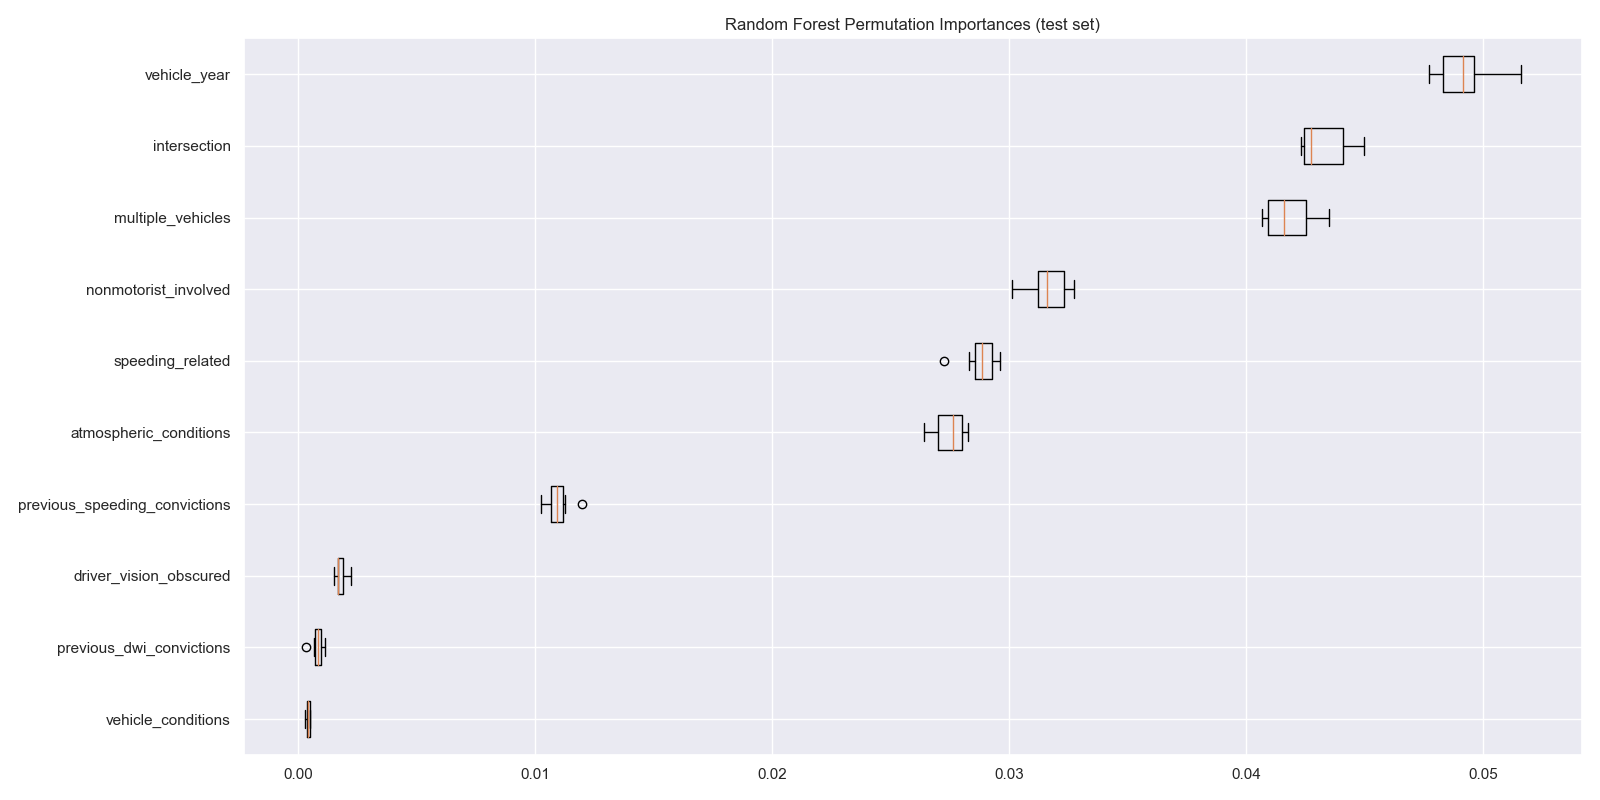 Random Forest Permutation Importances (test set)
vehicle_year
intersection
multiple_vehicles
nonmotorist_involved
speeding_related
atmospheric_conditions
previous_speeding_convictions
driver_vision_obscured
previous_dwi_convictions
vehicle_conditions
0.00 0.01 0.02 0.03 0.04 0.05